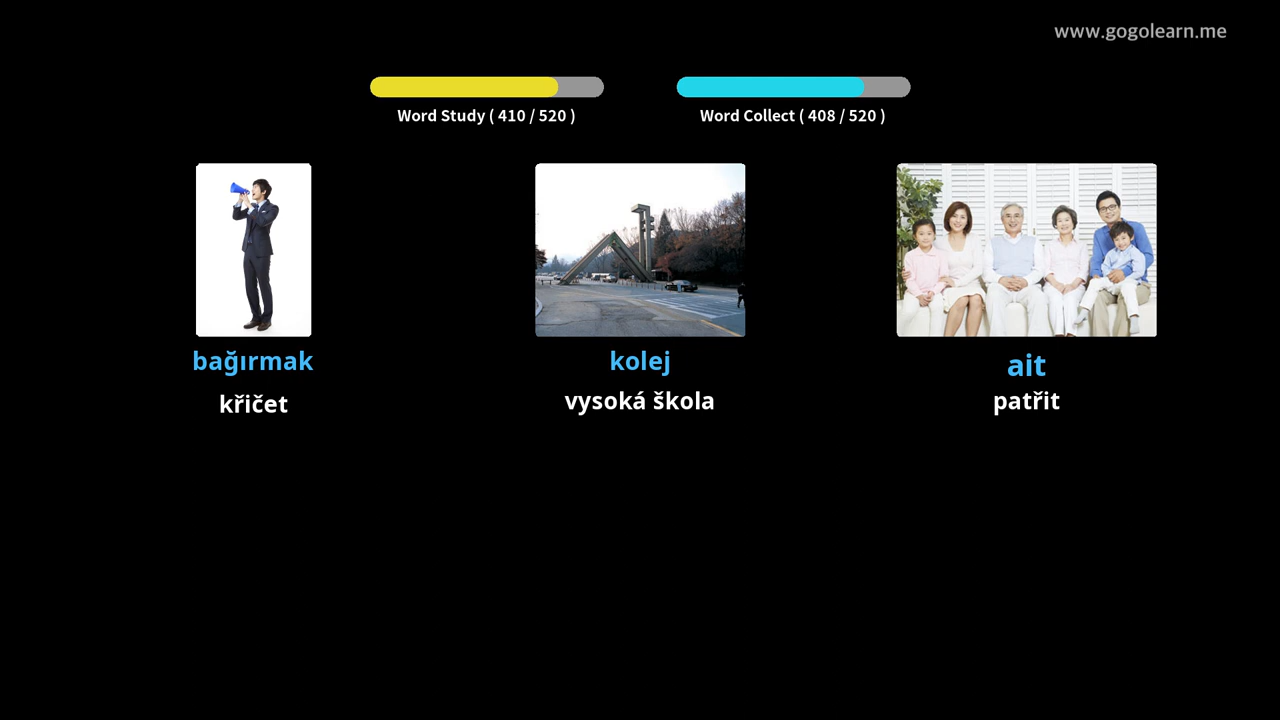 www.gogolearn.me
Word Study ( 410 / 520 )
Word Collect ( 408 / 520 )
bağırmak
křičet
kolej
vysoká škola
ait
patřit